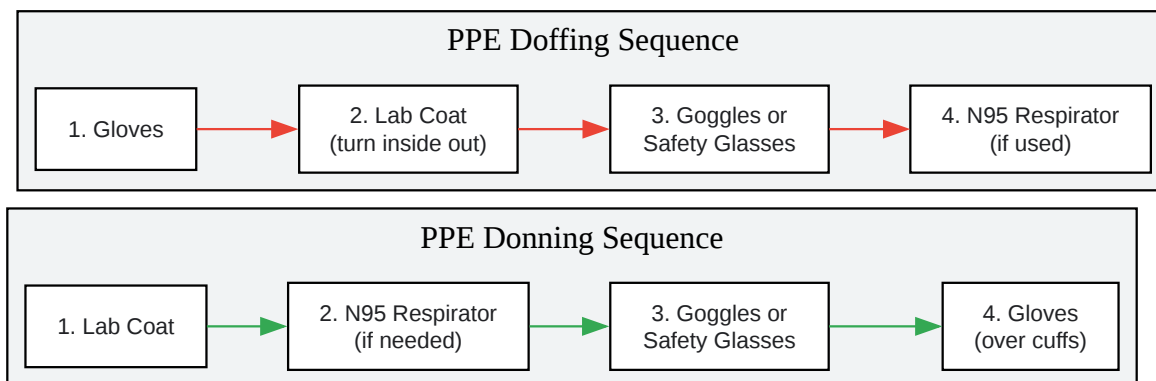 PPE Doffing Sequence
1. Gloves
2. Lab Coat
(turn inside out)
3. Goggles or
Safety Glasses
4. N95 Respirator
(if used)
PPE Donning Sequence
1. Lab Coat
2. N95 Respirator
(if needed)
3. Goggles or
Safety Glasses
4. Gloves
(over cuffs)